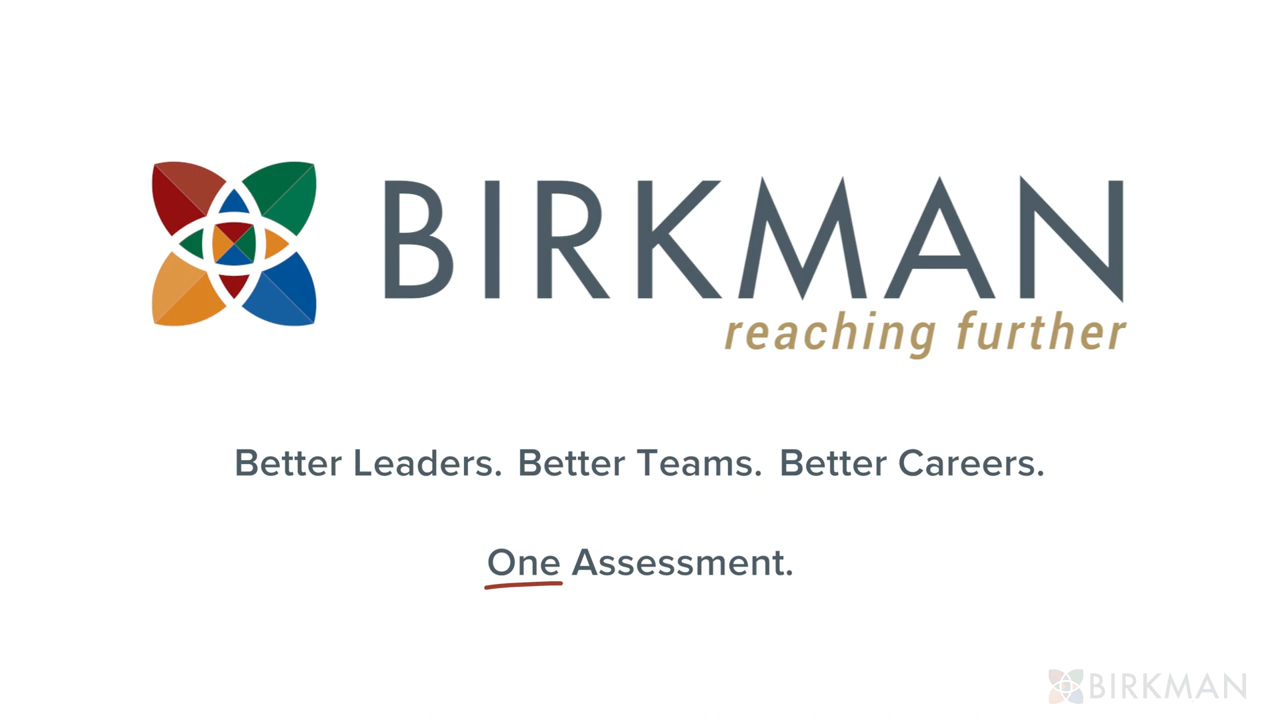 BIRKMAN
reaching further
Better Leaders. Better Teams. Better Careers.
One Assessment.
BIRKMAN